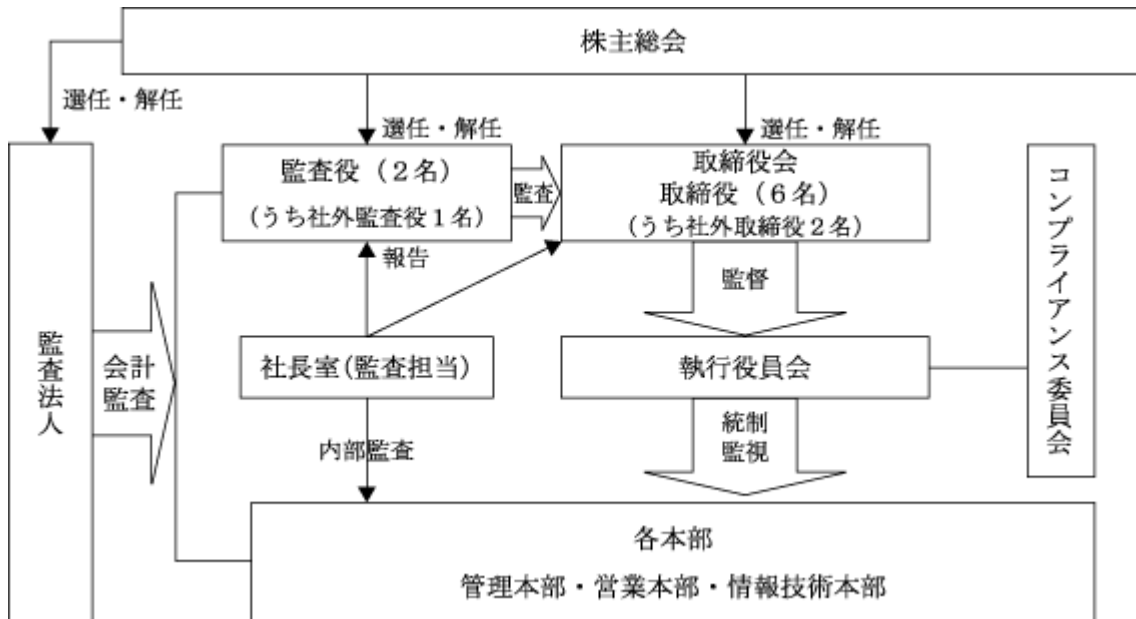 株主総会
選任・解任
選任・解任
選任・解任
監査役（２名）
(うち社外監査役１名)
監査
取締役会
取締役（６名）
(うち社外取締役２名)
コンプライアンス委員会
報告
監督
監査法人
会計
監査
社長室(監査担当)
執行役員会
内部監査
統制
監視
各本部
管理本部・営業本部・情報技術本部